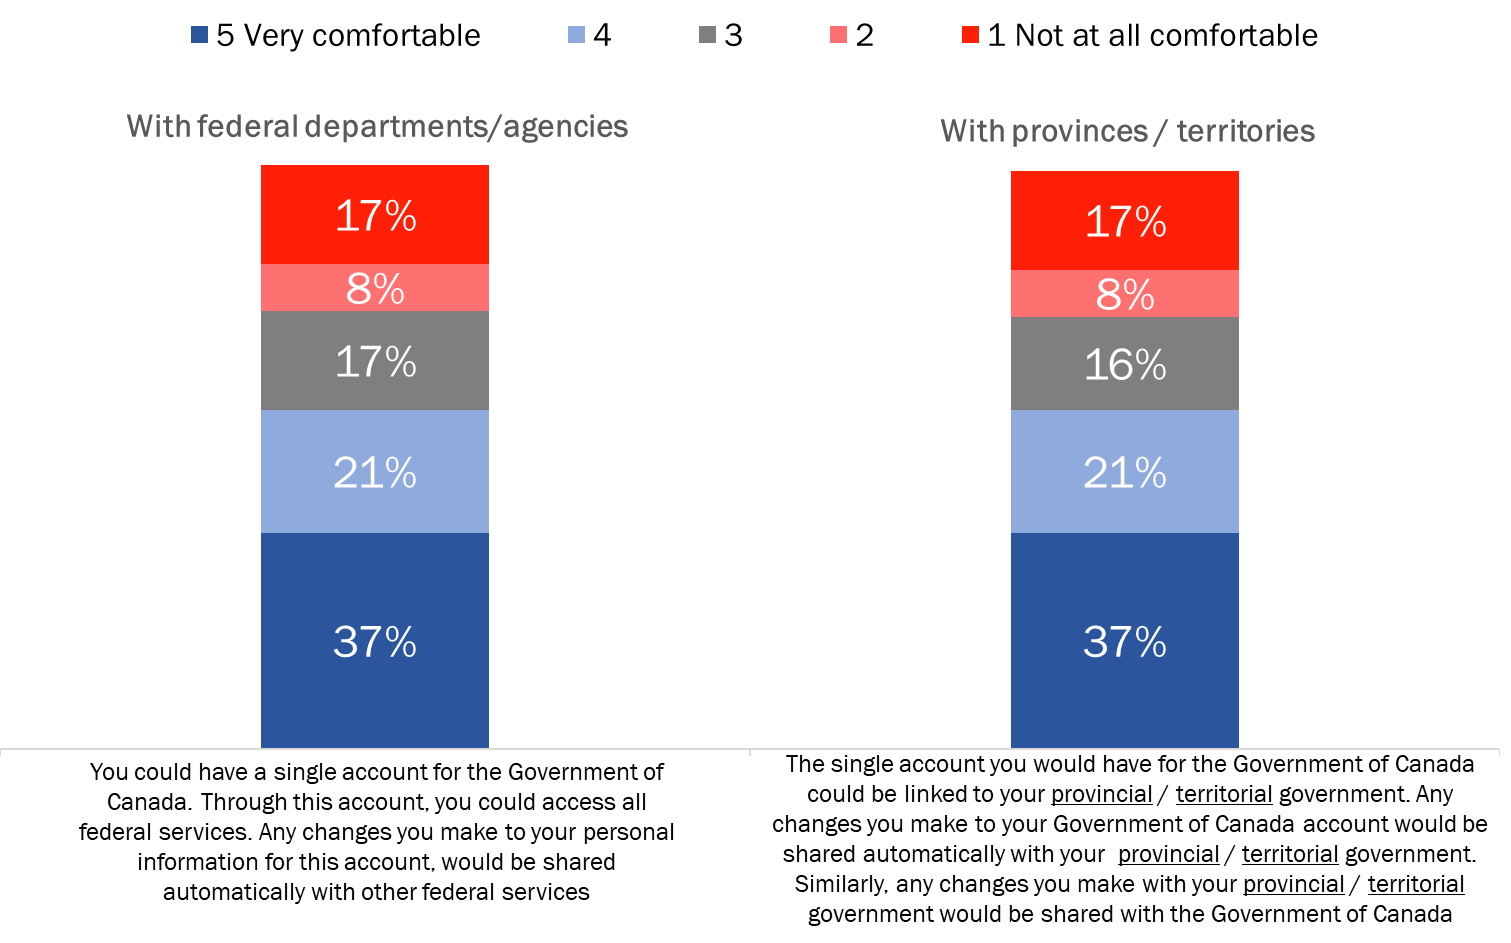 5 Very comfortable 4 3 2 1 Not at all comfortable
With federal departments/agencies
17%
8%
17%
21%
37%
You could have a single account for the Government of
Canada. Through this account, you could access all
federal services. Any changes you make to your personal
information for this account, would be shared
automatically with other federal services
With provinces / territories
17%
8%
16%
21%
37%
The single account you would have for the Government of Canada
could be linked to your provincial / territorial government. Any
changes you make to your Government of Canada account would be
shared automatically with your provincial / territorial government.
Similarly, any changes you make with your provincial / territorial
government would be shared with the Government of Canada